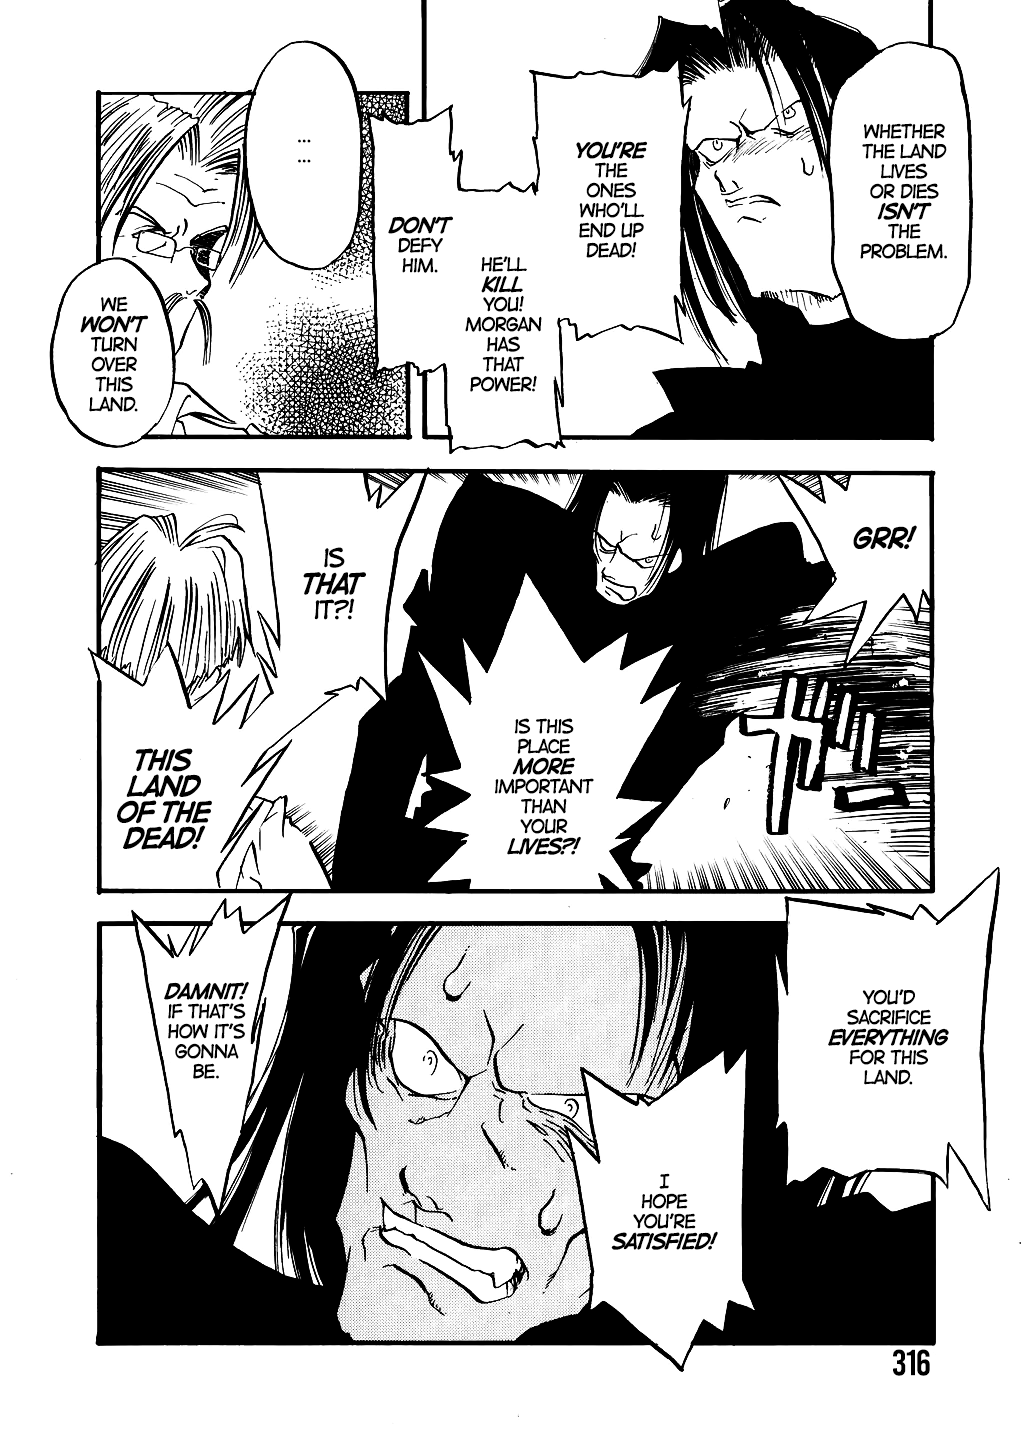 WHETHER
THE LAND
LIVES
OR DIES
ISN'T
THE
PROBLEM.
YOU'RE
THE
ONES
WHO'LL
END UP
DEAD!
HE'LL
KILL
YOU!
MORGAN
HAS
THAT
POWER!
DON'T
DEFY
HIM.
...
...
WE
WON'T
TURN
OVER
THIS
LAND.
GRR!
IS THIS
PLACE
MORE
IMPORTANT
THAN
YOUR
LIVES?!
IS
THAT
IT?!
THIS
LAND
OF THE
DEAD!
YOU'D
SACRIFICE
EVERYTHING
FOR THIS
LAND.
I
HOPE
YOU'RE
SATISFIED!
DAMNIT!
IF THAT'S
HOW IT'S
GONNA
BE.
316